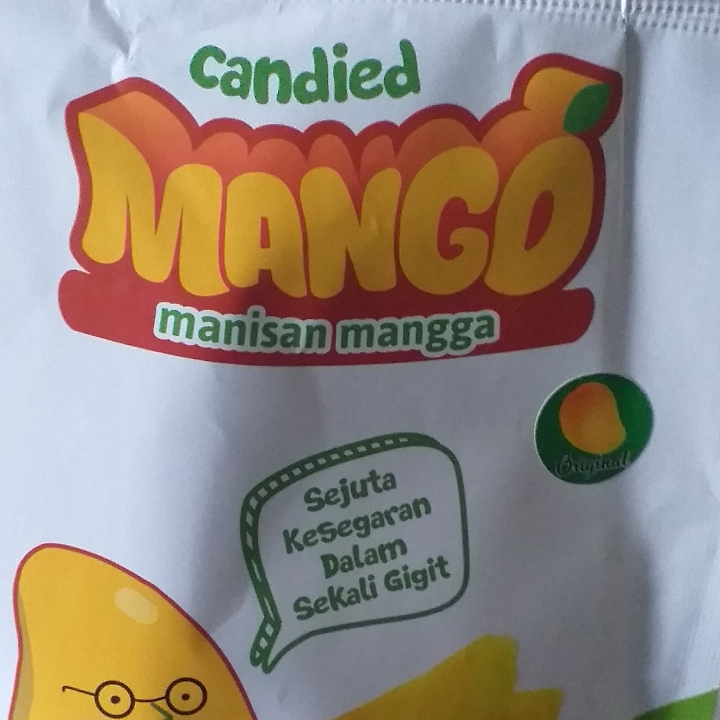 candied
MANGO
manisan mangga
Original
Sejuta
Kesegaran
Dalam
Sekali Gigit